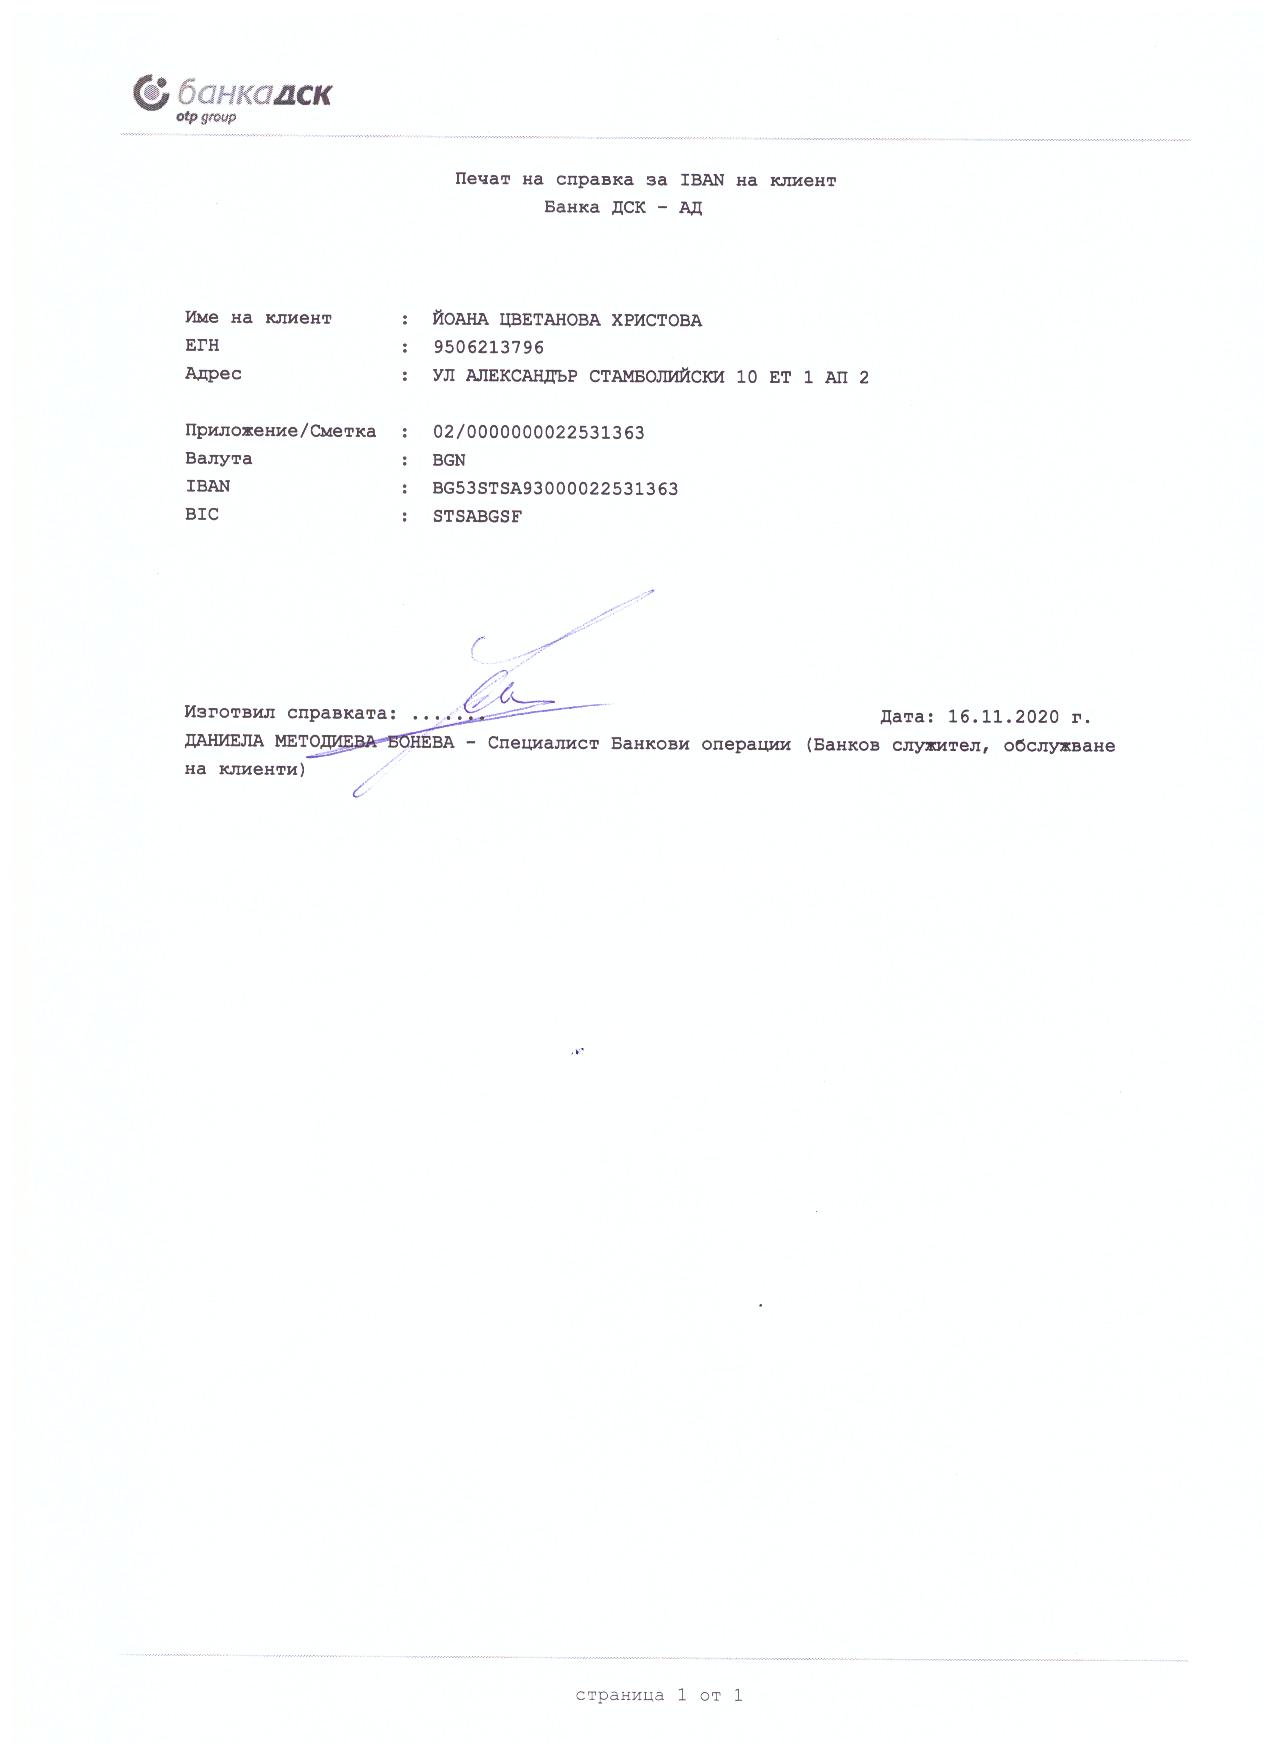 банкадск
otp group
Печат на справка за IBAN на клиент
Банка ДСК - АД
Име на клиент : ЙОАНА ЦВЕТАНОВА ХРИСТОВА
ЕГН : 9506213796
Адрес : УЛ АЛЕКСАНДЪР СТАМБОЛИЙСКИ 10 ЕТ 1 АП 2
Приложение/Сметка : 02/0000000022531363
Валута : BGN
IBAN : BG53STSA93000022531363
BIC : STSABGSF
Изготвил справката: ....... Дата: 16.11.2020 г.
ДАНИЕЛА МЕТОДИЕВА БОНЕВА - Специалист Банкови операции (Банков служител, обслужване
на клиенти)
страница 1 от 1